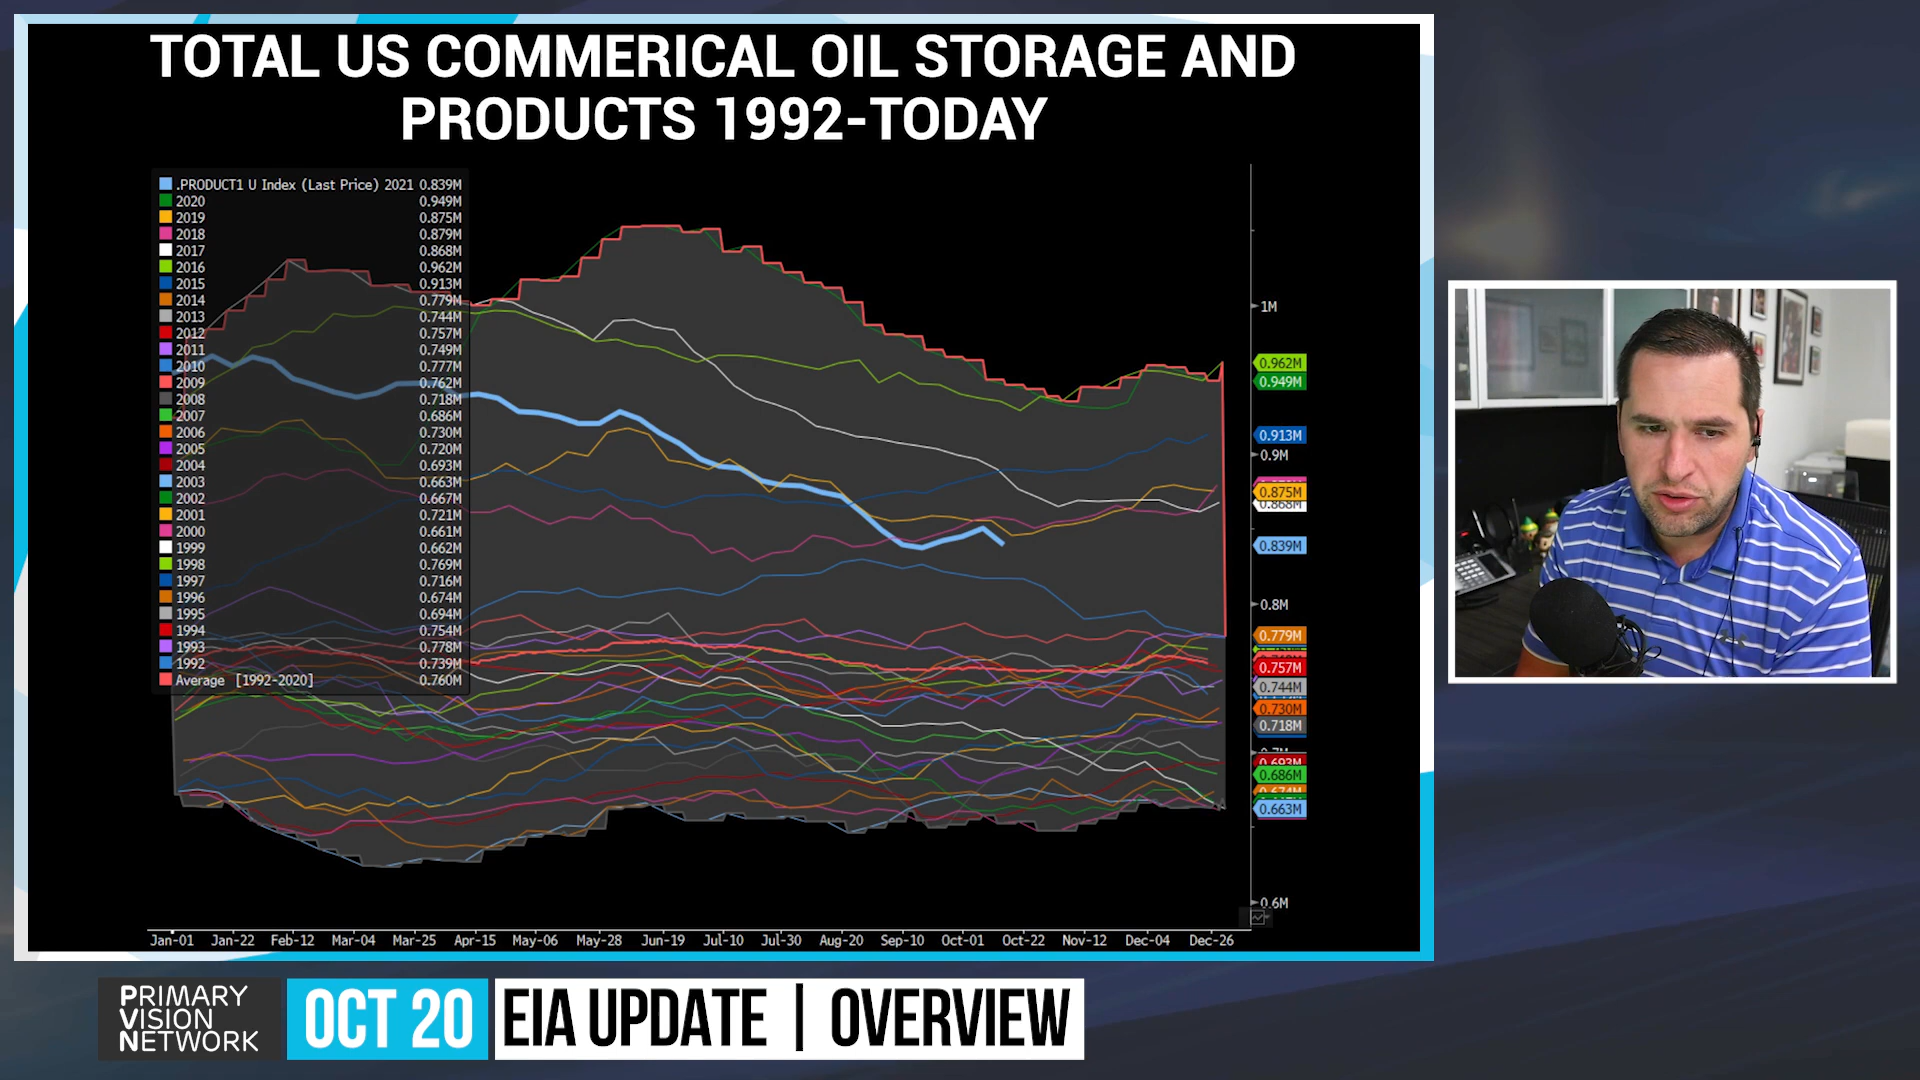 TOTAL US COMMERICAL OIL STORAGE AND
PRODUCTS 1992-TODAY
.PRODUCT1 U Index (Last Price) 2021 0.839M
2020 0.949M
2019 0.875M
2018 0.879M
2017 0.868M
2016 0.962M
2015 0.913M
2014 0.779M
2013 0.744M
2012 0.757M
2011 0.749M
2010 0.777M
2009 0.762M
2008 0.718M
2007 0.686M
2006 0.730M
2005 0.720M
2004 0.693M
2003 0.663M
2002 0.667M
2001 0.721M
2000 0.661M
1999 0.662M
1998 0.769M
1997 0.716M
1996 0.674M
1995 0.694M
1994 0.754M
1993 0.778M
1992 0.739M
Average [1992-2020] 0.760M
1M
0.962M
0.949M
0.913M
0.9M
0.875M
0.868M
0.839M
0.8M
0.779M
0.757M
0.744M
0.730M
0.718M
0.7M
0.693M
0.686M
0.674M
0.663M
0.6M
Jan-01 Jan-22 Feb-12 Mar-04 Mar-25 Apr-15 May-06 May-28 Jun-19 Jul-10 Jul-30 Aug-20 Sep-10 Oct-01 Oct-22 Nov-12 Dec-04 Dec-26
PRIMARY
VISION
NETWORK
OCT 20
EIA UPDATE | OVERVIEW